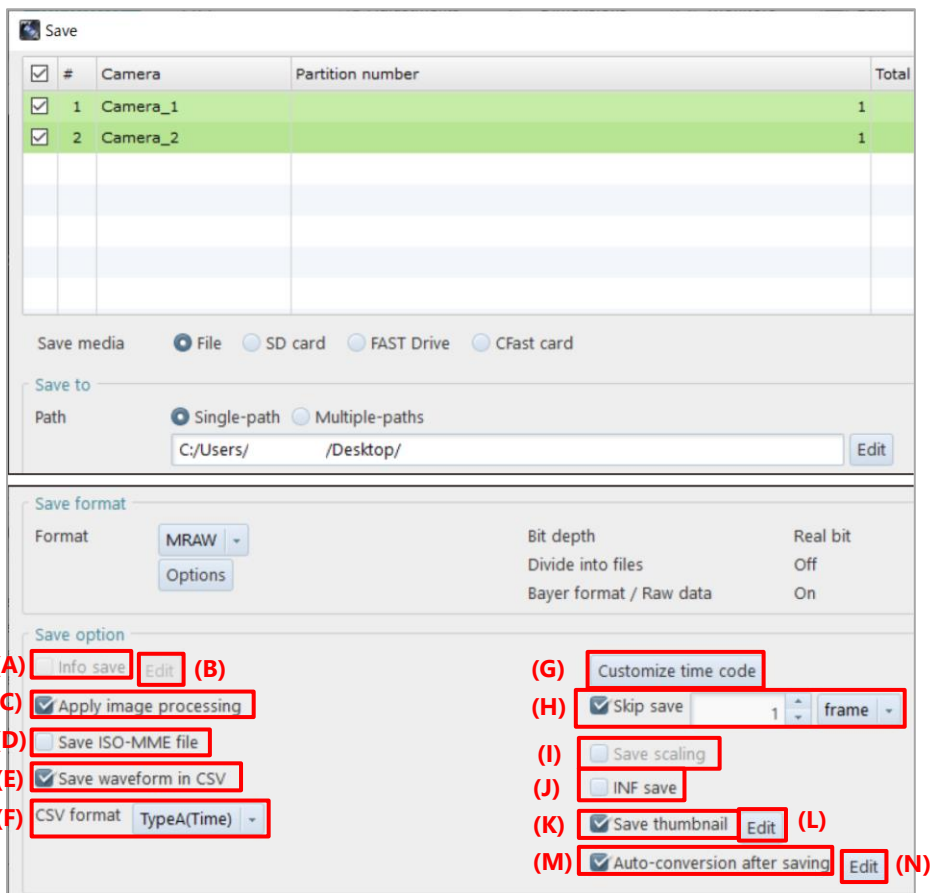 Save
# Camera Partition number Total
1 Camera_1 1
2 Camera_2 1
Save media File SD card FAST Drive CFast card
Save to
Path Single-path Multiple-paths
C:/Users/ /Desktop/ Edit
Save format
Format MRAW Bit depth Real bit
Options Divide into files Off
Bayer format / Raw data On
Save option
(A) Info save Edit (B) (G) Customize time code
(C) Apply image processing (H) Skip save 1 frame
(D) Save ISO-MME file (I) Save scaling
(E) Save waveform in CSV (J) INF save
(F) CSV format TypeA(Time) (K) Save thumbnail Edit (L)
(M) Auto-conversion after saving Edit (N)